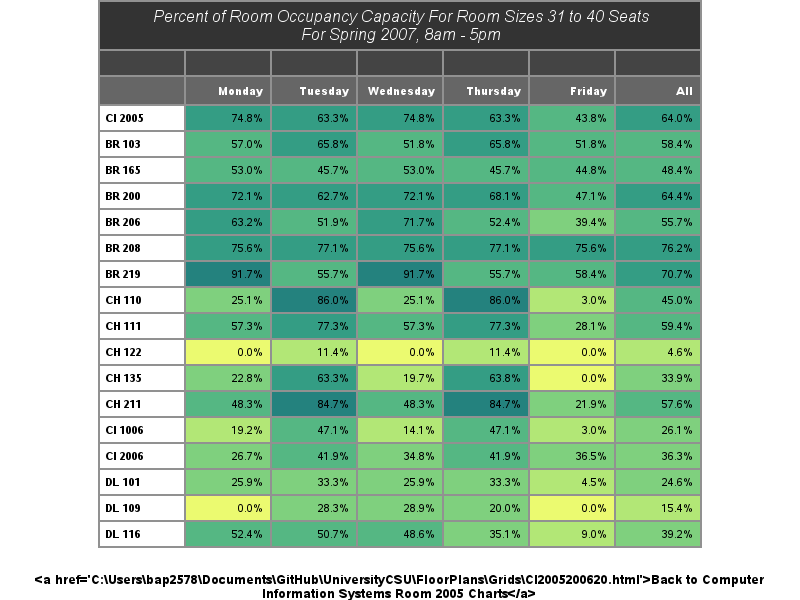 Percent of Room Occupancy Capacity For Room Sizes 31 to 40 Seats
For Spring 2007, 8am - 5pm
Monday Tuesday Wednesday Thursday Friday All
CI 2005 74.8% 63.3% 74.8% 63.3% 43.8% 64.0%
BR 103 57.0% 65.8% 51.8% 65.8% 51.8% 58.4%
BR 165 53.0% 45.7% 53.0% 45.7% 44.8% 48.4%
BR 200 72.1% 62.7% 72.1% 68.1% 47.1% 64.4%
BR 206 63.2% 51.9% 71.7% 52.4% 39.4% 55.7%
BR 208 75.6% 77.1% 75.6% 77.1% 75.6% 76.2%
BR 219 91.7% 55.7% 91.7% 55.7% 58.4% 70.7%
CH 110 25.1% 86.0% 25.1% 86.0% 3.0% 45.0%
CH 111 57.3% 77.3% 57.3% 77.3% 28.1% 59.4%
CH 122 0.0% 11.4% 0.0% 11.4% 0.0% 4.6%
CH 135 22.8% 63.3% 19.7% 63.8% 0.0% 33.9%
CH 211 48.3% 84.7% 48.3% 84.7% 21.9% 57.6%
CI 1006 19.2% 47.1% 14.1% 47.1% 3.0% 26.1%
CI 2006 26.7% 41.9% 34.8% 41.9% 36.5% 36.3%
DL 101 25.9% 33.3% 25.9% 33.3% 4.5% 24.6%
DL 109 0.0% 28.3% 28.9% 20.0% 0.0% 15.4%
DL 116 52.4% 50.7% 48.6% 35.1% 9.0% 39.2%
<a href='C:\Users\bap2578\Documents\GitHub\UniversityCSU\FloorPlans\Grids\CI2005200620.html'>Back to Computer
Information Systems Room 2005 Charts</a>